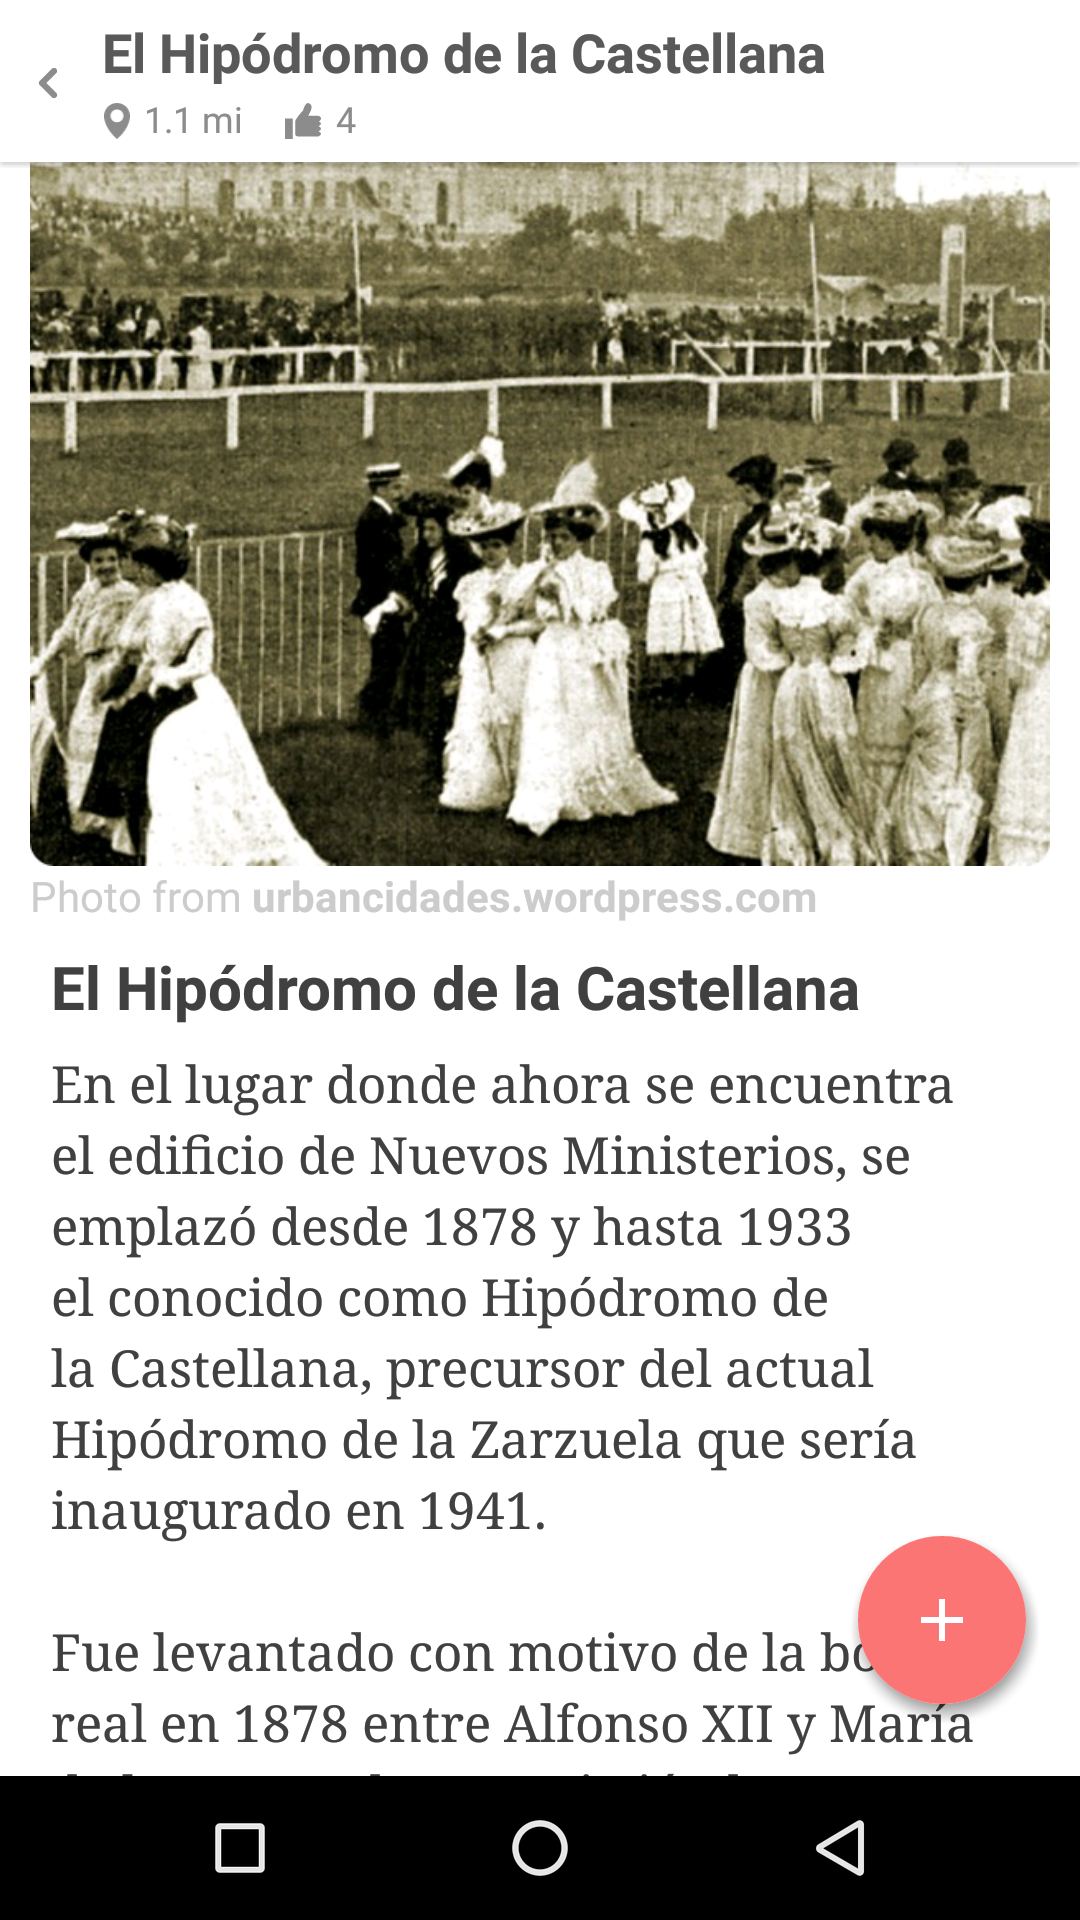 El Hipódromo de la Castellana
1.1 mi 4
Photo from urbancidades.wordpress.com
El Hipódromo de la Castellana
En el lugar donde ahora se encuentra
el edificio de Nuevos Ministerios, se
emplazó desde 1878 y hasta 1933
el conocido como Hipódromo de
la Castellana, precursor del actual
Hipódromo de la Zarzuela que sería
inaugurado en 1941.
Fue levantado con motivo de la
real en 1878 entre Alfonso XII y María